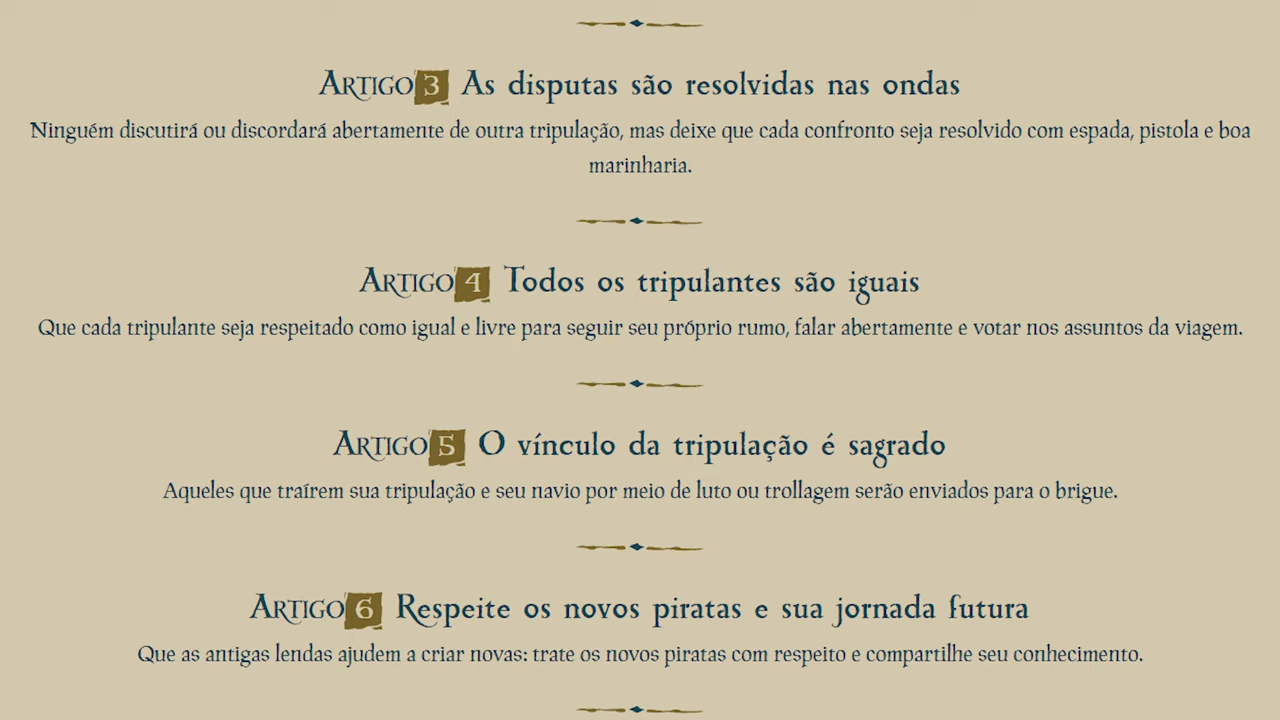 Artigo 3 As disputas são resolvidas nas ondas
Ninguém discutirá ou discordará abertamente de outra tripulação, mas deixe que cada confronto seja resolvido com espada, pistola e boa
marinharia.
Artigo 4 Todos os tripulantes são iguais
Que cada tripulante seja respeitado como igual e livre para seguir seu próprio rumo, falar abertamente e votar nos assuntos da viagem.
Artigo 5 O vínculo da tripulação é sagrado
Aqueles que traírem sua tripulação e seu navio por meio de luto ou trollagem serão enviados para o brigue.
Artigo 6 Respeite os novos piratas e sua jornada futura
Que as antigas lendas ajudem a criar novas: trate os novos piratas com respeito e compartilhe seu conhecimento.